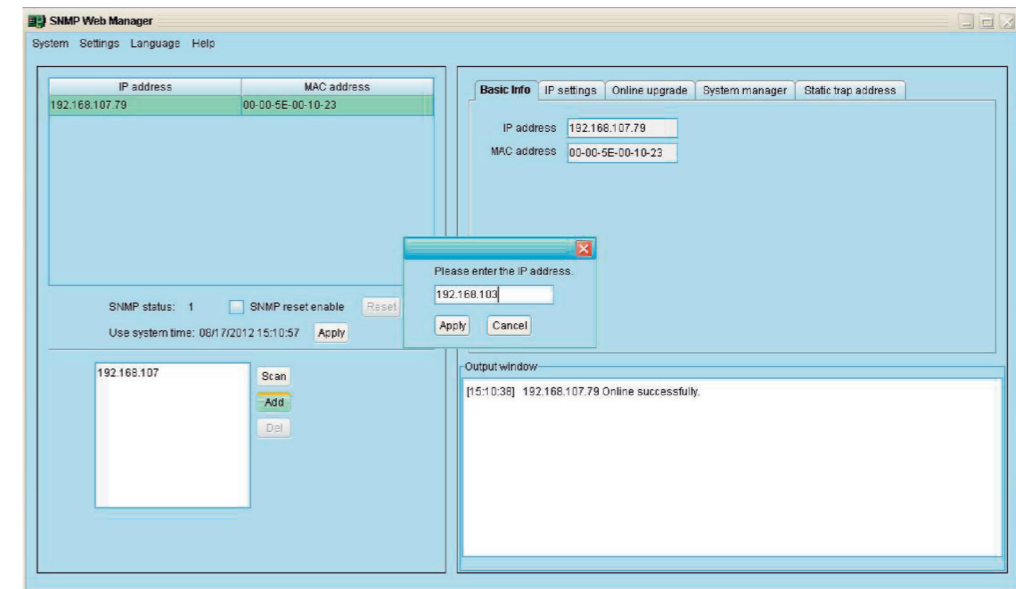 SNMP Web Manager
System Settings Language Help
IP address MAC address
192.168.107.79 00-00-5E-00-10-23
SNMP status: 1 SNMP reset enable Reset
Use system time: 08/17/2012 15:10:57 Apply
192.168.107
Scan
Add
Del
Basic Info IP settings Online upgrade System manager Static trap address
IP address 192.168.107.79
MAC address 00-00-5E-00-10-23
Please enter the IP address.
192.168.103
Apply Cancel
Output window
[15:10:38] 192.168.107.79 Online successfully.